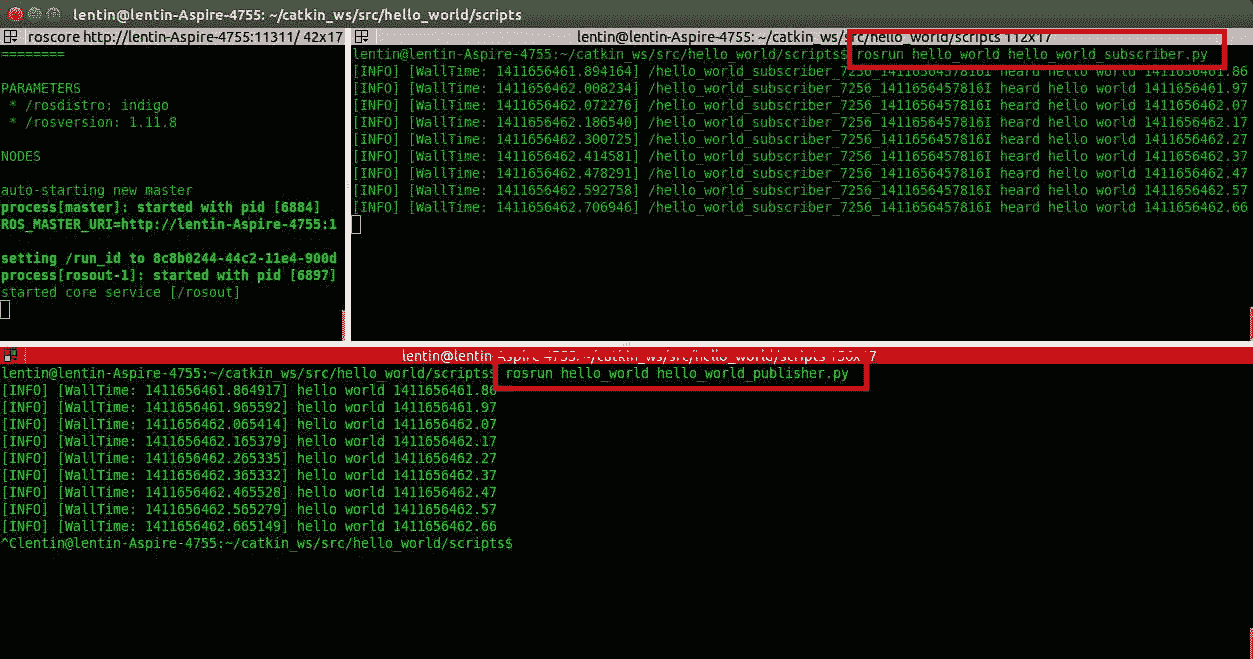 lentin@lentin-Aspire-4755: ~/catkin_ws/src/hello_world/scripts
roscore http://lentin-Aspire-4755:11311/ 42x17
========
PARAMETERS
* /rosdistro: indigo
* /rosversion: 1.11.8
NODES
auto-starting new master
process[master]: started with pid [6884]
ROS_MASTER_URI=http://lentin-Aspire-4755:1
setting /run_id to 8c8b0244-44c2-11e4-900d
process[rosout-1]: started with pid [6897]
started core service [/rosout]
lentin@lentin-Aspire-4755: ~/catkin_ws/src/hello_world/scripts 112x17
lentin@lentin-Aspire-4755:~/catkin_ws/src/hello_world/scripts$ rosrun hello_world hello_world_subscriber.py
[INFO] [WallTime: 1411656461.894164] /hello_world_subscriber_7256_1411656457816I heard hello world 1411656461.86
[INFO] [WallTime: 1411656462.008234] /hello_world_subscriber_7256_1411656457816I heard hello world 1411656461.97
[INFO] [WallTime: 1411656462.072276] /hello_world_subscriber_7256_1411656457816I heard hello world 1411656462.07
[INFO] [WallTime: 1411656462.186540] /hello_world_subscriber_7256_1411656457816I heard hello world 1411656462.17
[INFO] [WallTime: 1411656462.300725] /hello_world_subscriber_7256_1411656457816I heard hello world 1411656462.27
[INFO] [WallTime: 1411656462.414581] /hello_world_subscriber_7256_1411656457816I heard hello world 1411656462.37
[INFO] [WallTime: 1411656462.478291] /hello_world_subscriber_7256_1411656457816I heard hello world 1411656462.47
[INFO] [WallTime: 1411656462.592758] /hello_world_subscriber_7256_1411656457816I heard hello world 1411656462.57
[INFO] [WallTime: 1411656462.706946] /hello_world_subscriber_7256_1411656457816I heard hello world 1411656462.66
lentin@lentin-Aspire-4755: ~/catkin_ws/src/hello_world/scripts 156x17
lentin@lentin-Aspire-4755:~/catkin_ws/src/hello_world/scripts$ rosrun hello_world hello_world_publisher.py
[INFO] [WallTime: 1411656461.864917] hello world 1411656461.86
[INFO] [WallTime: 1411656461.965592] hello world 1411656461.97
[INFO] [WallTime: 1411656462.065414] hello world 1411656462.07
[INFO] [WallTime: 1411656462.165379] hello world 1411656462.17
[INFO] [WallTime: 1411656462.265335] hello world 1411656462.27
[INFO] [WallTime: 1411656462.365332] hello world 1411656462.37
[INFO] [WallTime: 1411656462.465528] hello world 1411656462.47
[INFO] [WallTime: 1411656462.565279] hello world 1411656462.57
[INFO] [WallTime: 1411656462.665149] hello world 1411656462.66
^Clentin@lentin-Aspire-4755:~/catkin_ws/src/hello_world/scripts$